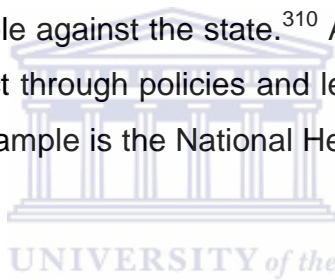 le against the state.310 A
t through policies and le
ample is the National He
UNIVERSITY of the